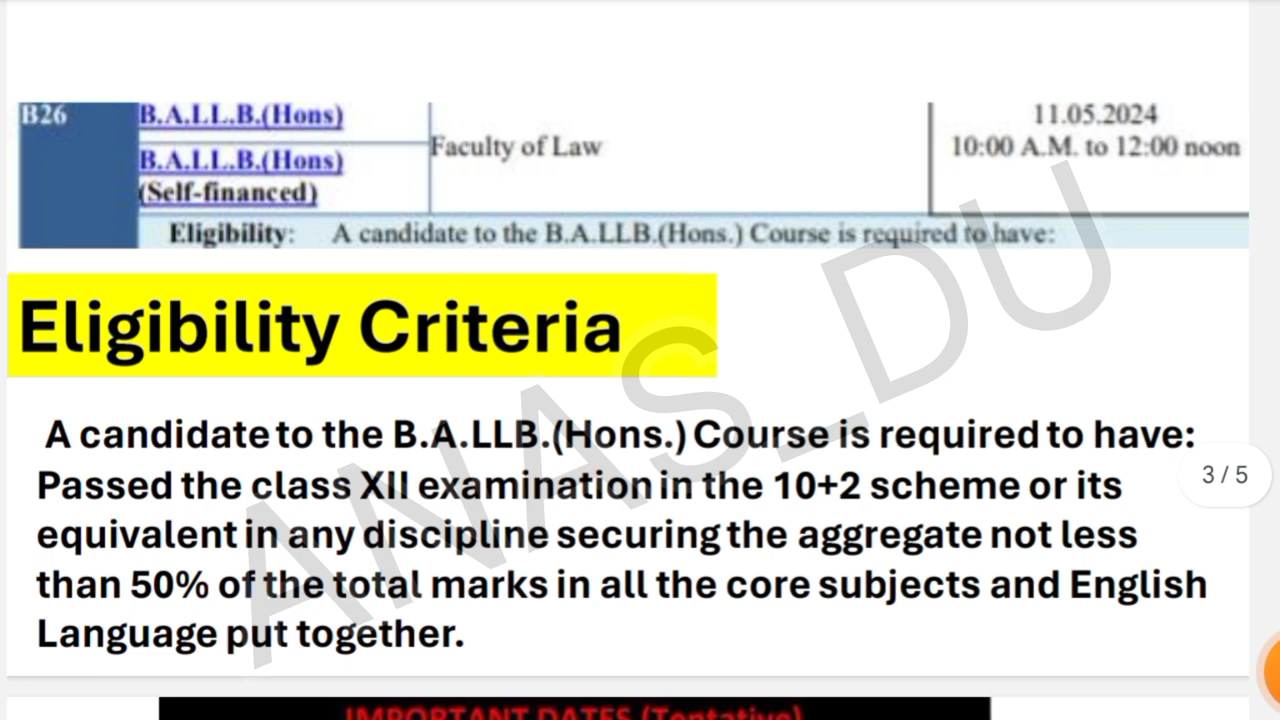 B26
B.A.LL.B.(Hons)
B.A.LL.B.(Hons)
(Self-financed)
Faculty of Law
11.05.2024
10:00 A.M. to 12:00 noon
Eligibility: A candidate to the B.A.LLB.(Hons.) Course is required to have:
Eligibility Criteria
A candidate to the B.A.LLB.(Hons.) Course is required to have:
Passed the class XII examination in the 10+2 scheme or its
equivalent in any discipline securing the aggregate not less
than 50% of the total marks in all the core subjects and English
Language put together.
3 / 5
ANAS_DU
IMPORTANT DATES (Tentative)